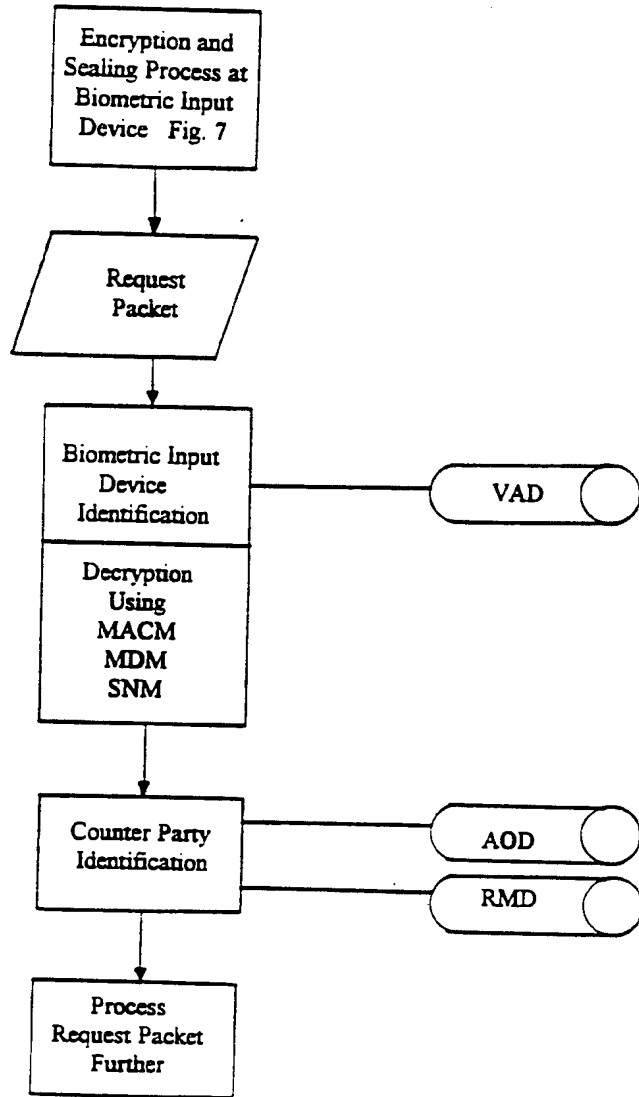 Encryption and
Sealing Process at
Biometric Input
Device Fig. 7
Request
Packet
Biometric Input
Device
Identification
VAD
Decryption
Using
MACM
MDM
SNM
Counter Party
Identification
AOD
RMD
Process
Request Packet
Further